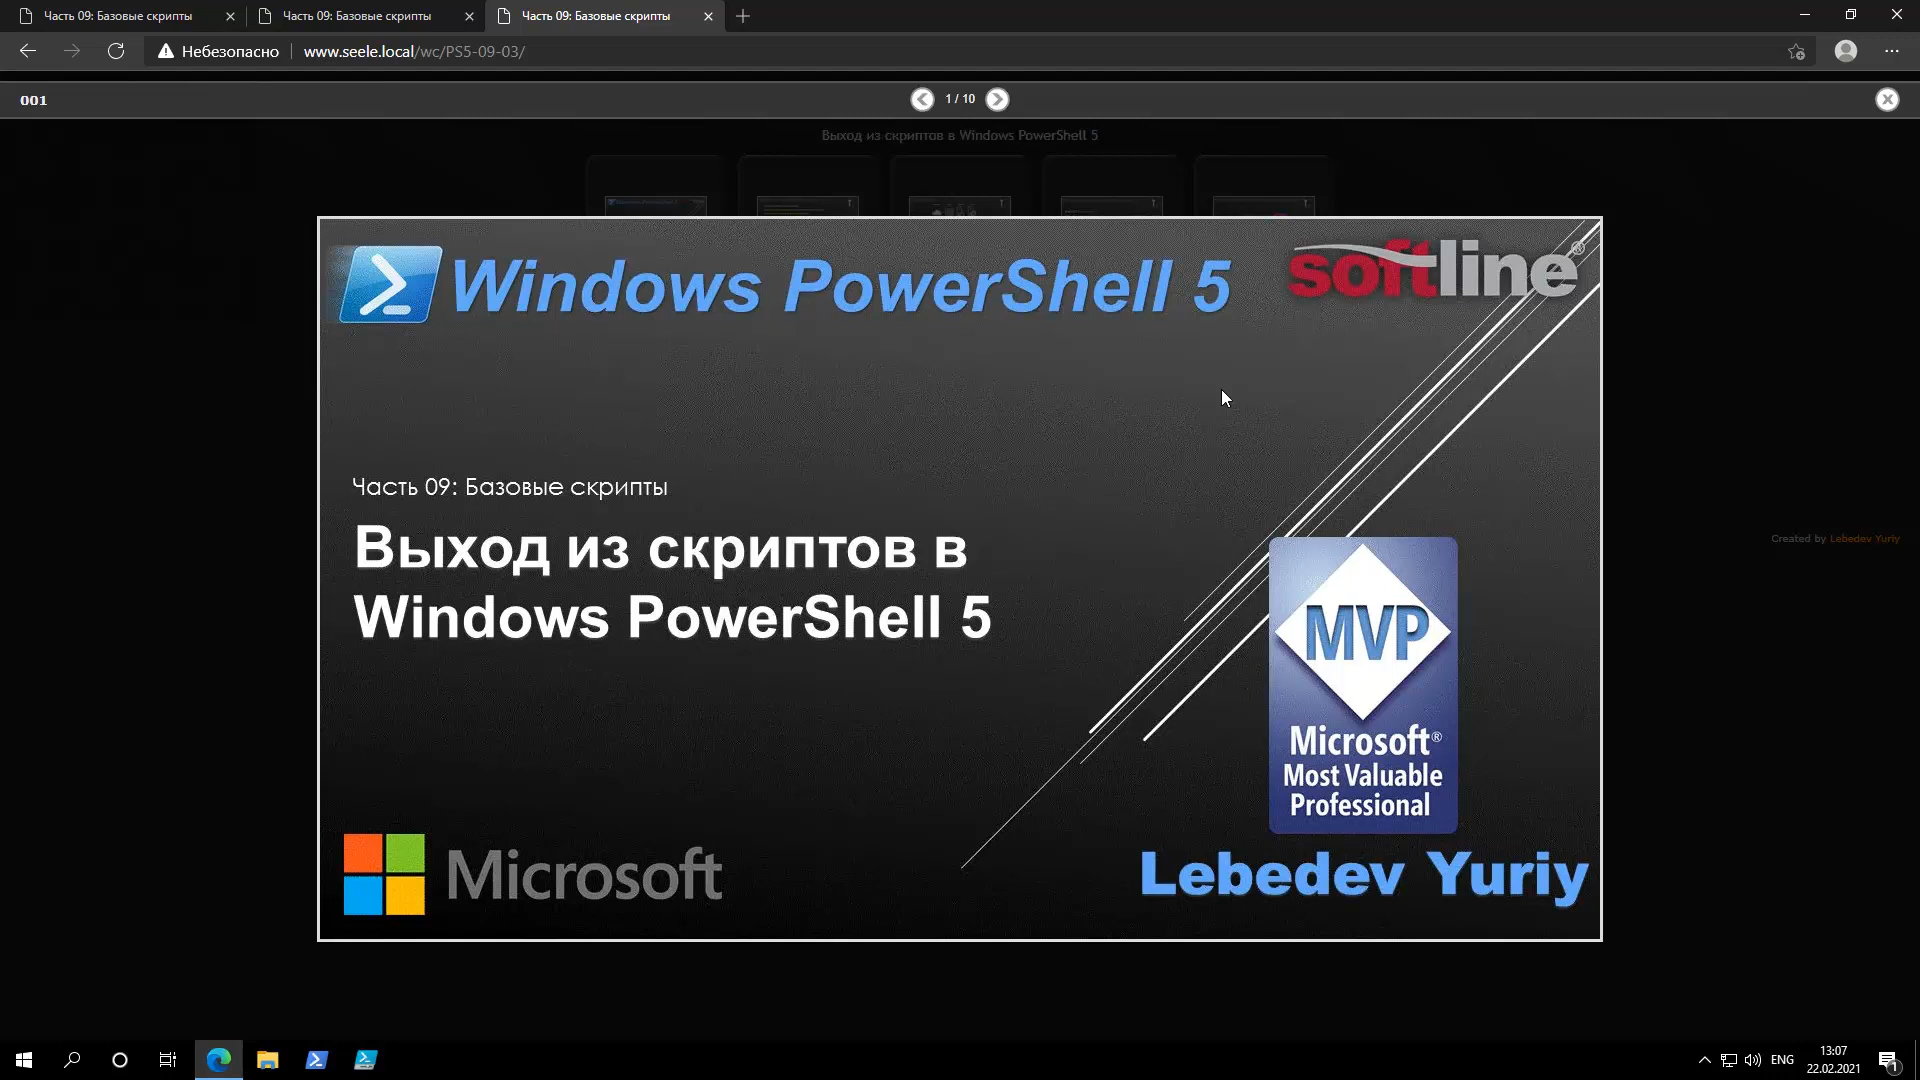 Часть 09: Базовые скрипты
Часть 09: Базовые скрипты
Часть 09: Базовые скрипты
Небезопасно
www.seele.local/wc/PS5-09-03/
001
1 / 10
Выход из скриптов в Windows PowerShell 5
Windows PowerShell 5
softline®
Часть 09: Базовые скрипты
Выход из скриптов в
Windows PowerShell 5
MVP
Microsoft®
Most Valuable
Professional
Created by Lebedev Yuriy
Microsoft
Lebedev Yuriy
ENG
13:07
22.02.2021
1